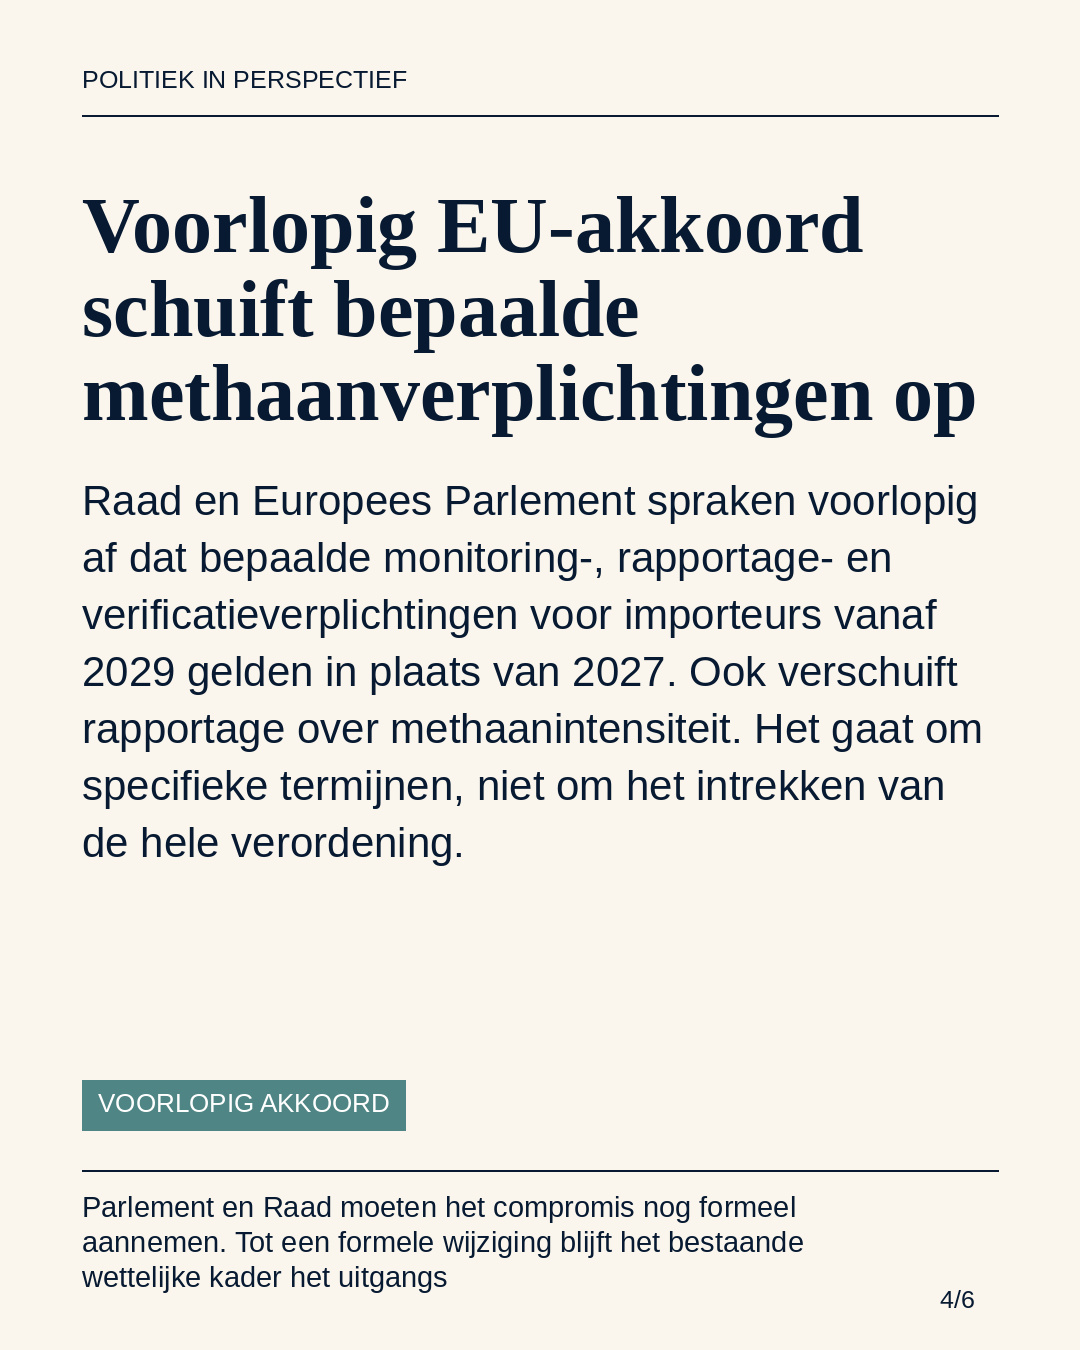 POLITIEK IN PERSPECTIEF
Voorlopig EU-akkoord
schuift bepaalde
methaanverplichtingen op
Raad en Europees Parlement spraken voorlopig
af dat bepaalde monitoring-, rapportage- en
verificatieverplichtingen voor importeurs vanaf
2029 gelden in plaats van 2027. Ook verschuift
rapportage over methaanintensiteit. Het gaat om
specifieke termijnen, niet om het intrekken van
de hele verordening.
VOORLOPIG AKKOORD
Parlement en Raad moeten het compromis nog formeel
aannemen. Tot een formele wijziging blijft het bestaande
wettelijke kader het uitgangs
4/6